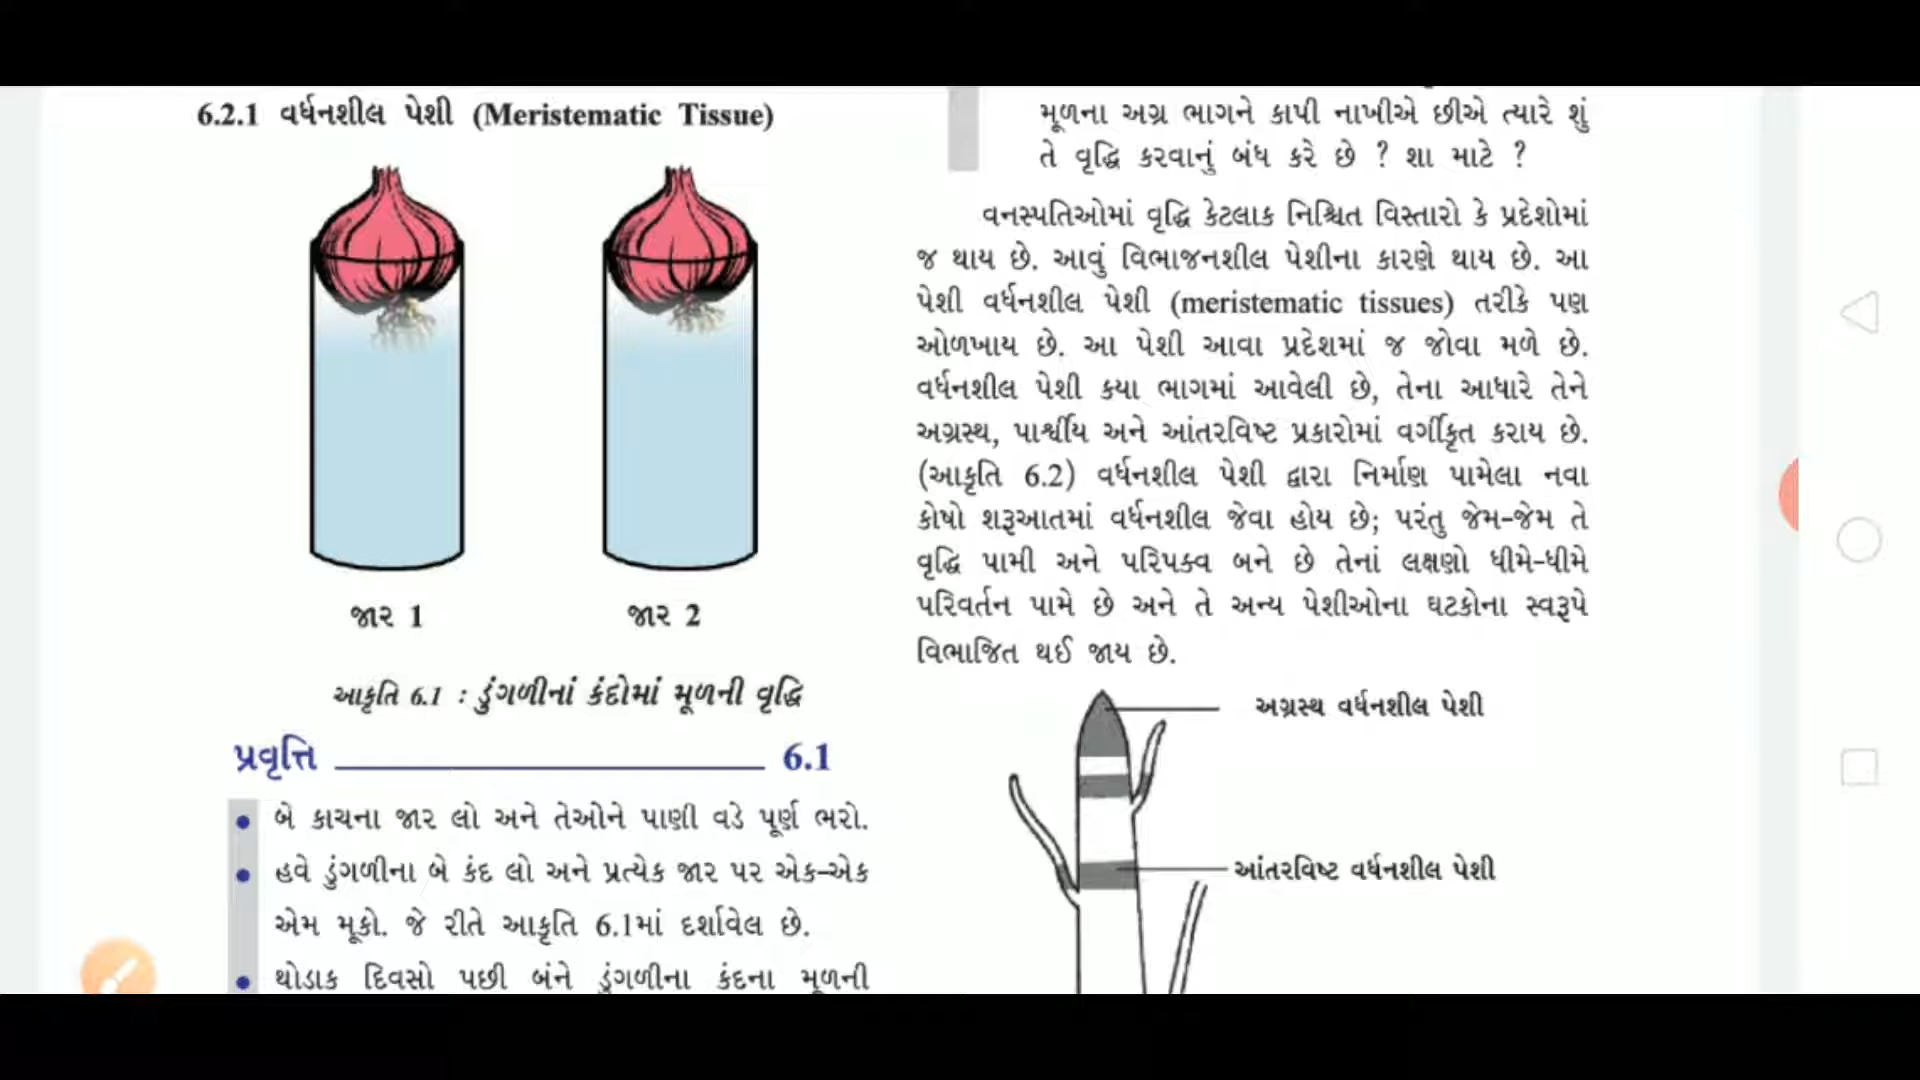 6.2.1 વર્ધનશીલ પેશી (Meristematic Tissue)
જાર 1
જાર 2
આકૃતિ 6.1 : ડુંગળીનાં કંદોમાં મૂળની વૃદ્ધિ
પ્રવૃત્તિ 6.1
• બે કાચના જાર લો અને તેઓને પાણી વડે પૂર્ણ ભરો.
• હવે ડુંગળીના બે કંદ લો અને પ્રત્યેક જાર પર એક-એક
એમ મૂકો. જે રીતે આકૃતિ 6.1માં દર્શાવેલ છે.
• થોડાક દિવસો પછી બંને ડુંગળીના કંદના મૂળની
મૂળના અગ્ર ભાગને કાપી નાખીએ છીએ ત્યારે શું
તે વૃદ્ધિ કરવાનું બંધ કરે છે ? શા માટે ?
વનસ્પતિઓમાં વૃદ્ધિ કેટલાક નિશ્ચિત વિસ્તારો કે પ્રદેશોમાં
જ થાય છે. આવું વિભાજનશીલ પેશીના કારણે થાય છે. આ
પેશી વર્ધનશીલ પેશી (meristematic tissues) તરીકે પણ
ઓળખાય છે. આ પેશી આવા પ્રદેશમાં જ જોવા મળે છે.
વર્ધનશીલ પેશી કયા ભાગમાં આવેલી છે, તેના આધારે તેને
અગ્રસ્થ, પાર્શ્વીય અને આંતરવિષ્ટ પ્રકારોમાં વર્ગીકૃત કરાય છે.
(આકૃતિ 6.2) વર્ધનશીલ પેશી દ્વારા નિર્માણ પામેલા નવા
કોષો શરૂઆતમાં વર્ધનશીલ જેવા હોય છે; પરંતુ જેમ-જેમ તે
વૃદ્ધિ પામી અને પરિપક્વ બને છે તેનાં લક્ષણો ધીમે-ધીમે
પરિવર્તન પામે છે અને તે અન્ય પેશીઓના ઘટકોના સ્વરૂપે
વિભાજિત થઈ જાય છે.
અગ્રસ્થ વર્ધનશીલ પેશી
આંતરવિષ્ટ વર્ધનશીલ પેશી